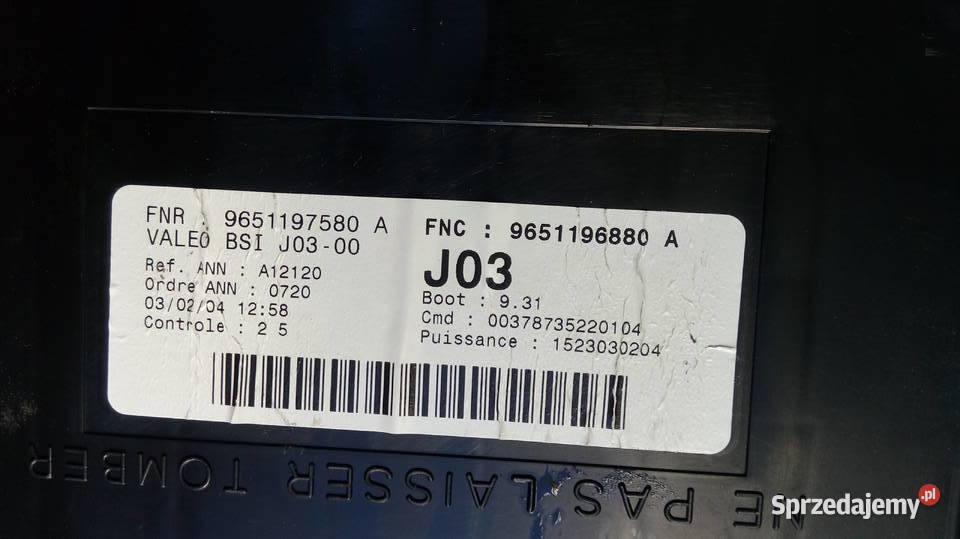 FNR : 9651197580 A
VALEO BSI J03-00
Ref. ANN : A12120
Ordre ANN : 0720
03/02/04 12:58
Controle : 2 5
FNC : 9651196880 A
J03
Boot : 9.31
Cmd : 00378735220104
Puissance : 1523030204
NE PAS LAISSER TOMBER
Sprzedajemy.pl